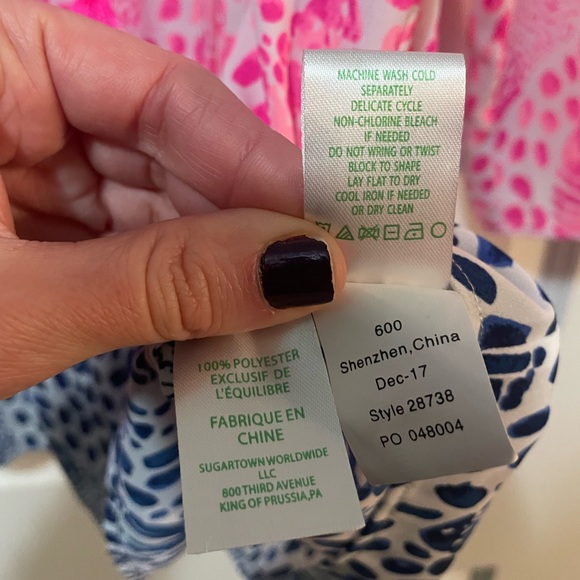 MACHINE WASH COLD
SEPARATELY
DELICATE CYCLE
NON-CHLORINE BLEACH
IF NEEDED
DO NOT WRING OR TWIST
BLOCK TO SHAPE
LAY FLAT TO DRY
COOL IRON IF NEEDED
OR DRY CLEAN
100% POLYESTER
EXCLUSIF DE
L'ÉQUILIBRE
FABRIQUE EN
CHINE
SUGARTOWN WORLDWIDE
LLC
800 THIRD AVENUE
KING OF PRUSSIA,PA
600
Shenzhen,China
Dec-17
Style 28738
PO 048004